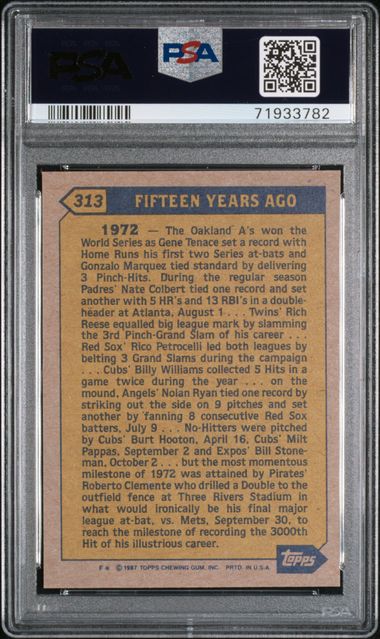 PSA
PSA
71933782
313 FIFTEEN YEARS AGO
1972 — The Oakland A's won the
World Series as Gene Tenace set a record with
Home Runs his first two Series at-bats and
Gonzalo Marquez tied standard by delivering
3 Pinch-Hits. During the regular season
Padres' Nate Colbert tied one record and set
another with 5 HR's and 13 RBI's in a double-
header at Atlanta, August 1 . . . Twins' Rich
Reese equalled big league mark by slamming
the 3rd Pinch-Grand Slam of his career . . .
Red Sox' Rico Petrocelli led both leagues by
belting 3 Grand Slams during the campaign
. . . Cubs' Billy Williams collected 5 Hits in a
game twice during the year . . . on the
mound, Angels' Nolan Ryan tied one record by
striking out the side on 9 pitches and set
another by fanning 8 consecutive Red Sox
batters, July 9 . . . No-Hitters were pitched
by Cubs' Burt Hooton, April 16, Cubs' Milt
Pappas, September 2 and Expos' Bill Stone-
man, October 2 . . . but the most momentous
milestone of 1972 was attained by Pirates'
Roberto Clemente who drilled a Double to the
outfield fence at Three Rivers Stadium in
what would ironically be his final major
league at-bat, vs. Mets, September 30, to
reach the milestone of recording the 3000th
Hit of his illustrious career.
topps
F* © 1987 TOPPS CHEWING GUM, INC. PRTD. IN U.S.A.